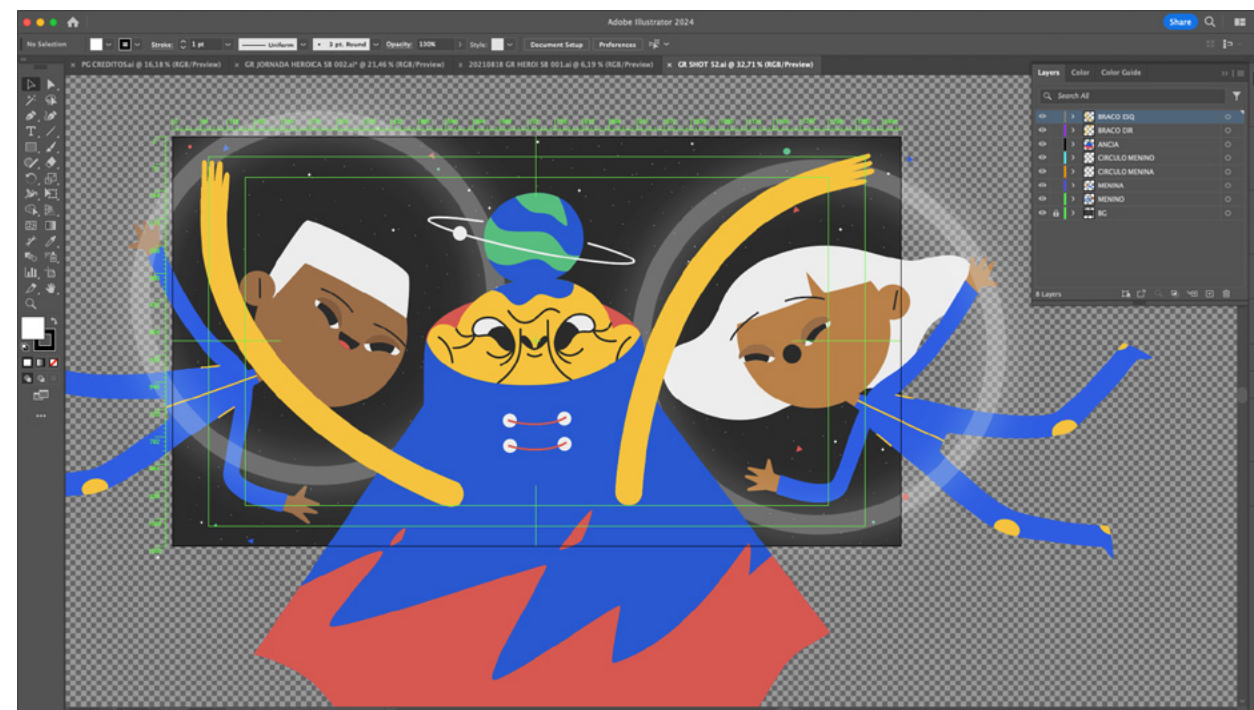 Adobe Illustrator 2024
Share
No Selection
Stroke: 1 pt
Uniform
3 pt. Round
Opacity: 130%
Style:
Document Setup
Preferences
× PG CREDITOS.ai @ 16,18 % (RGB/Preview)
× GR JORNADA HEROICA SB 002.ai* @ 21,46 % (RGB/Preview)
× 20210818 GR HEROI SB 001.ai @ 6,19 % (RGB/Preview)
× GR SHOT 52.ai @ 32,71 % (RGB/Preview)
Layers Color Color Guide
Search All
BRACO ESQ
BRACO DIR
ANCIA
CIRCULO MENINO
CIRCULO MENINA
MENINA
MENINO
BG
8 Layers